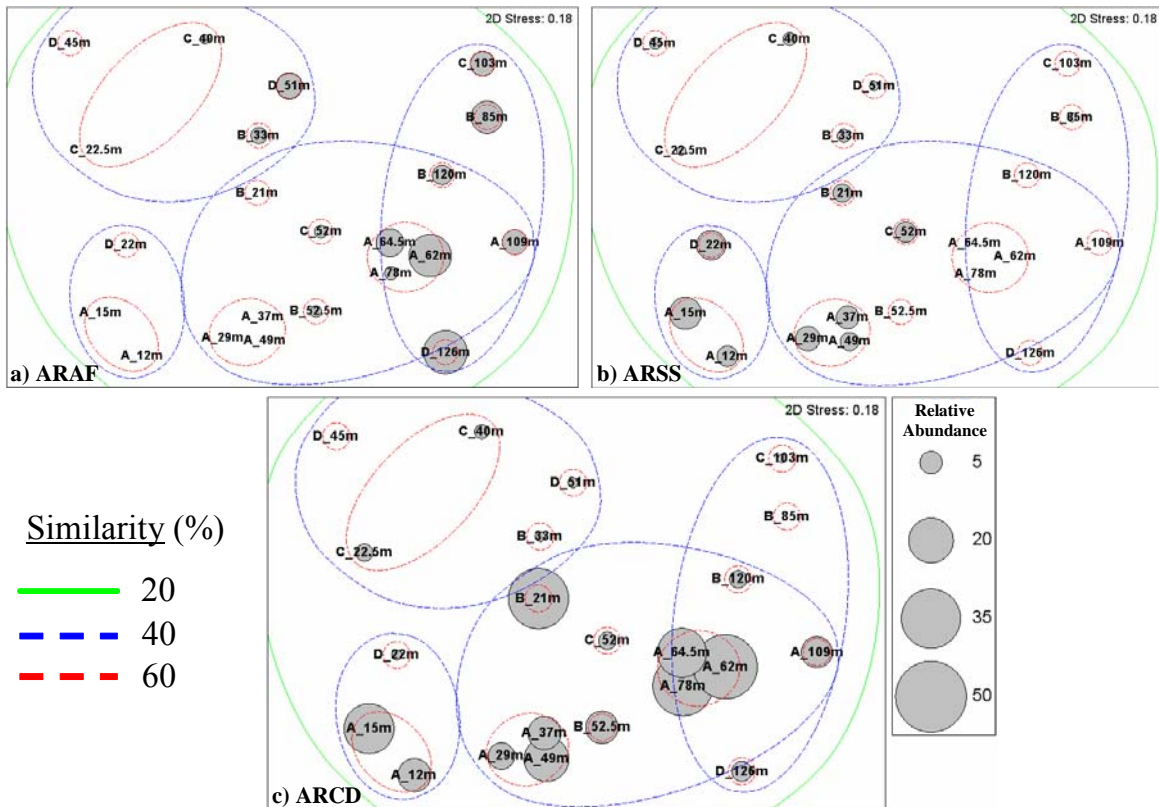 2D Stress: 0.18
D_45m
C_40m
D_51m
C_103m
B_85m
B_33m
C_22.5m
B_120m
B_21m
C_52m
D_22m
A_64.5m
A_62m
A_109m
A_78m
A_15m
A_37m
B_52.5m
A_29m
A_49m
A_12m
D_126m
a) ARAF
2D Stress: 0.18
D_45m
C_40m
D_51m
C_103m
B_85m
B_33m
C_22.5m
B_120m
B_21m
C_52m
D_22m
A_64.5m
A_62m
A_109m
A_78m
A_15m
A_37m
B_52.5m
A_29m
A_49m
A_12m
D_126m
b) ARSS
2D Stress: 0.18
D_45m
C_40m
D_51m
C_103m
B_85m
B_33m
C_22.5m
B_120m
B_21m
C_52m
D_22m
A_64.5m
A_62m
A_109m
A_78m
A_15m
A_37m
B_52.5m
A_29m
A_49m
A_12m
D_126m
c) ARCD
Similarity (%)
20
40
60
Relative
Abundance
5
20
35
50